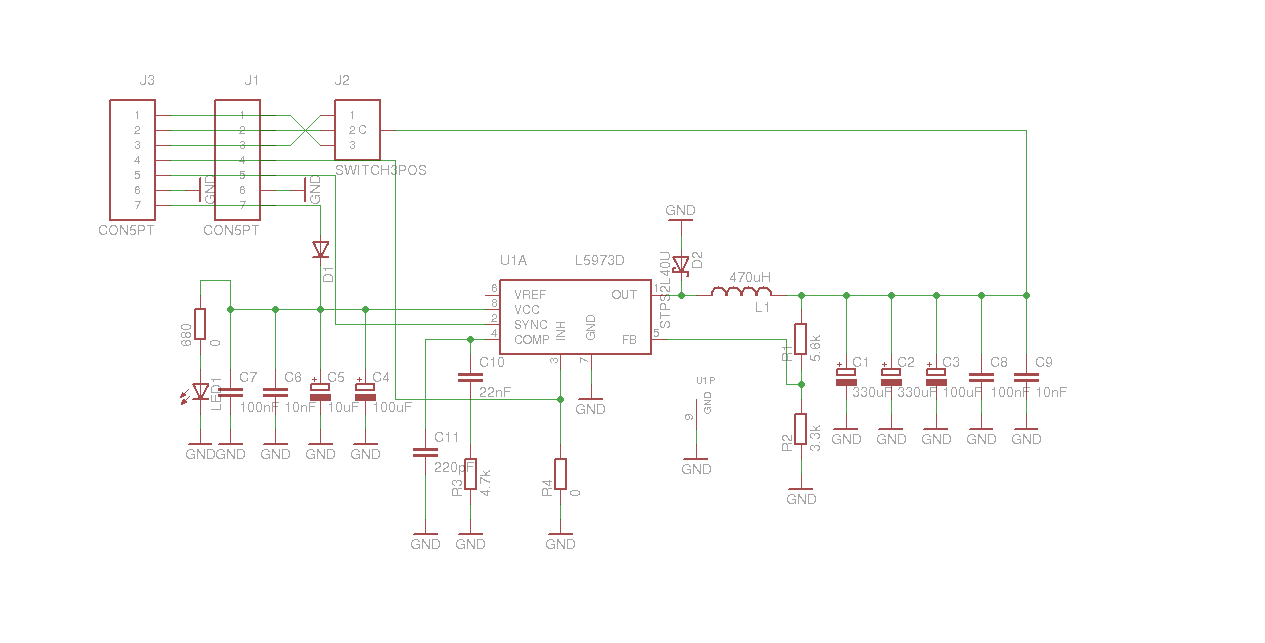 J3
J1
J2
1
2
3
4
5
6
7
GND
CON5PT
1
2
3
4
5
6
7
GND
CON5PT
1
2 C
3
SWITCH3POS
D1
GND
STPS2L40U
D2
U1A
L5973D
6
VREF
8
VCC
2
SYNC
4
COMP
INH
GND
OUT
1
FB
5
3
7
GND
470uH
L1
680
0
LED1
GND
C7
100nF
GND
C6
10nF
GND
C5
10uF
GND
C4
100uF
GND
C10
22nF
C11
220pF
GND
R3
4.7k
GND
R4
0
GND
U1P
GND
9
GND
R1
5.6k
R2
3.3k
GND
C1
330uF
GND
C2
330uF
GND
C3
100uF
GND
C8
100nF
GND
C9
10nF
GND